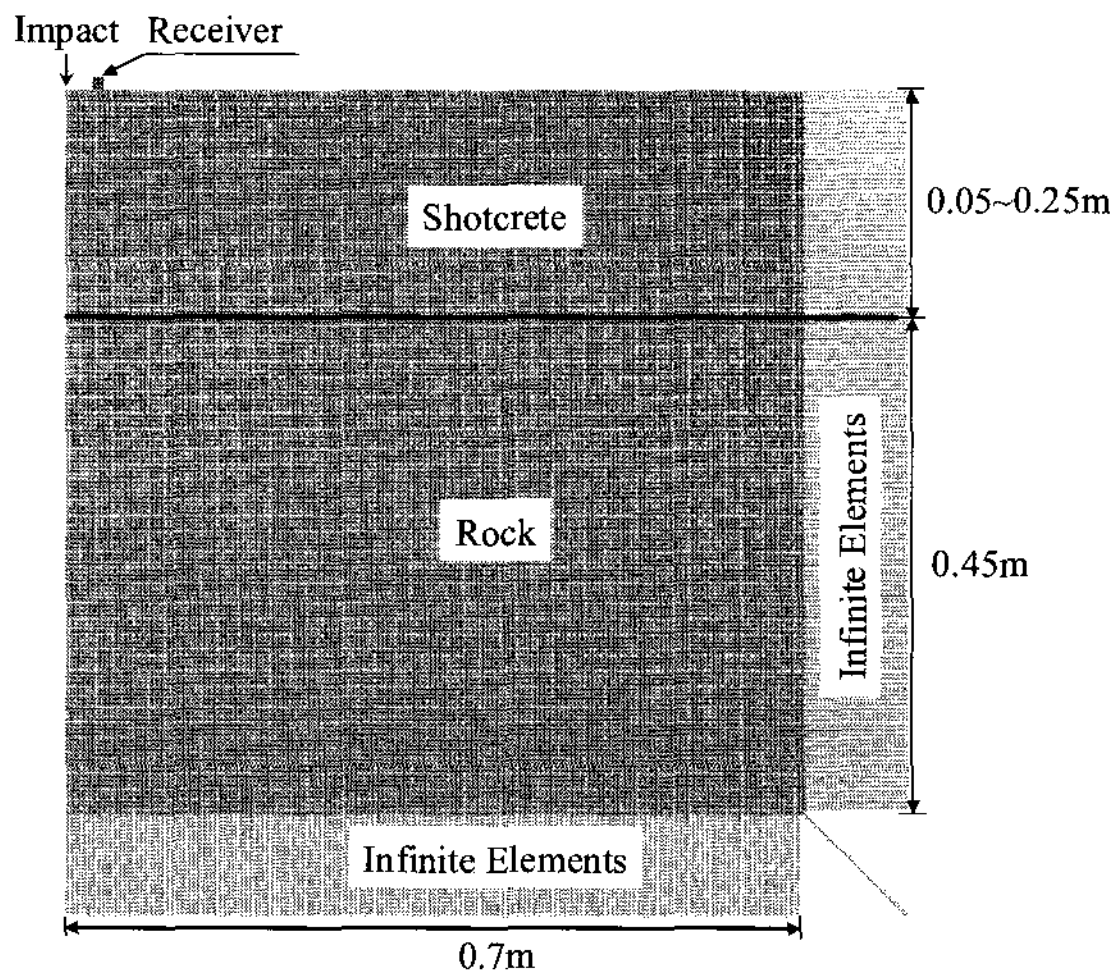 Impact Receiver
Shotcrete
0.05~0.25m
Rock
Infinite Elements
0.45m
Infinite Elements
0.7m